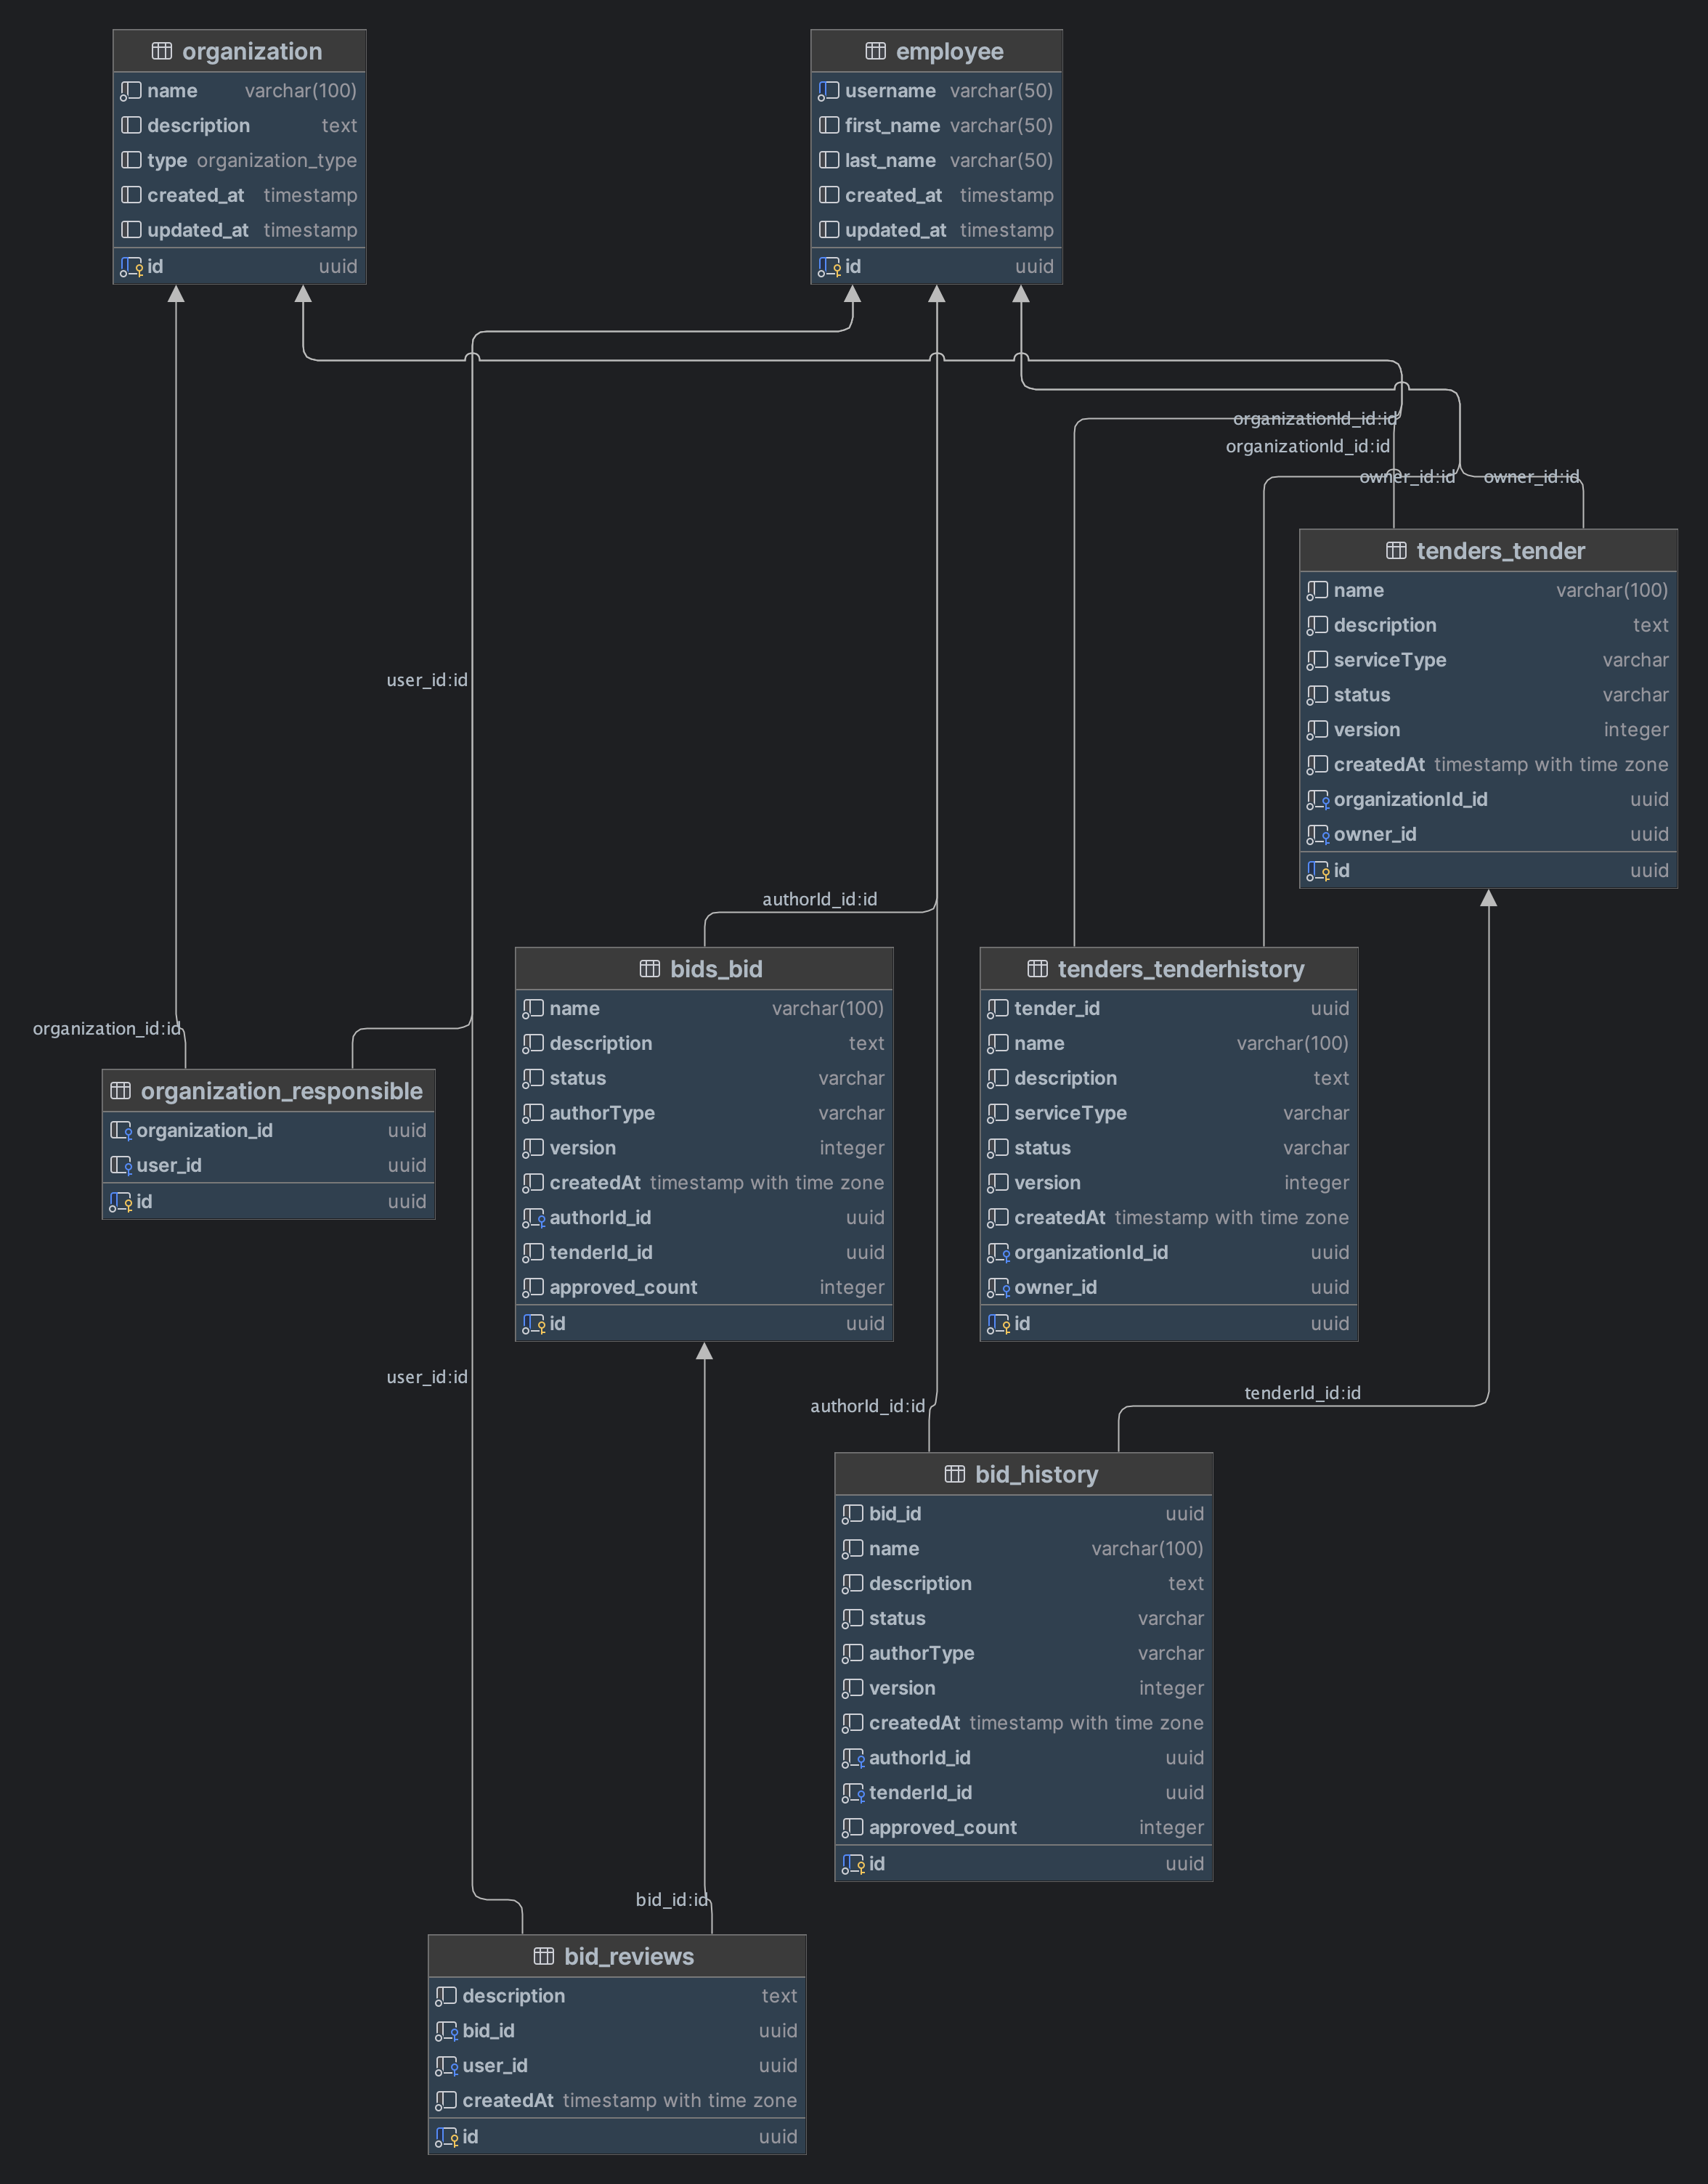 organization
name varchar(100)
description text
type organization_type
created_at timestamp
updated_at timestamp
id uuid
employee
username varchar(50)
first_name varchar(50)
last_name varchar(50)
created_at timestamp
updated_at timestamp
id uuid
organizationId_id:id
organizationId_id:id
owner_id:id
owner_id:id
tenders_tender
name varchar(100)
description text
serviceType varchar
status varchar
version integer
createdAt timestamp with time zone
organizationId_id uuid
owner_id uuid
id uuid
user_id:id
authorId_id:id
organization_id:id
organization_responsible
organization_id uuid
user_id uuid
id uuid
bids_bid
name varchar(100)
description text
status varchar
authorType varchar
version integer
createdAt timestamp with time zone
authorId_id uuid
tenderId_id uuid
approved_count integer
id uuid
tenders_tenderhistory
tender_id uuid
name varchar(100)
description text
serviceType varchar
status varchar
version integer
createdAt timestamp with time zone
organizationId_id uuid
owner_id uuid
id uuid
user_id:id
authorId_id:id
tenderId_id:id
bid_history
bid_id uuid
name varchar(100)
description text
status varchar
authorType varchar
version integer
createdAt timestamp with time zone
authorId_id uuid
tenderId_id uuid
approved_count integer
id uuid
bid_id:id
bid_reviews
description text
bid_id uuid
user_id uuid
createdAt timestamp with time zone
id uuid